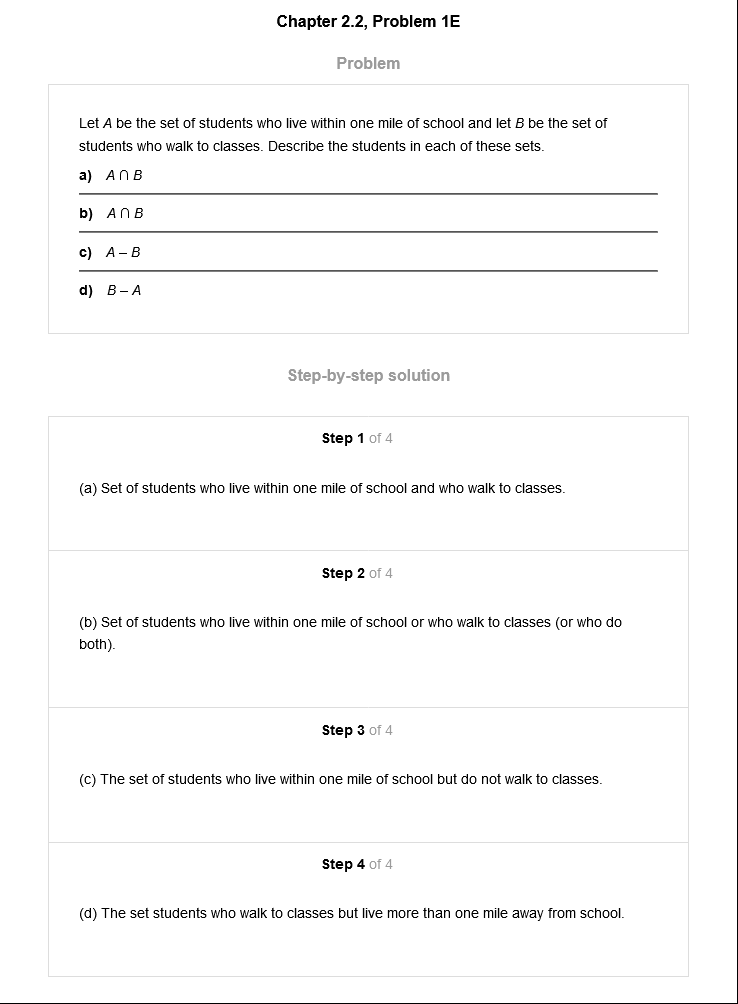 Chapter 2.2, Problem 1E
Problem
Let A be the set of students who live within one mile of school and let B be the set of
students who walk to classes. Describe the students in each of these sets.
a) A ∩ B
b) A ∩ B
c) A – B
d) B – A
Step-by-step solution
Step 1 of 4
(a) Set of students who live within one mile of school and who walk to classes.
Step 2 of 4
(b) Set of students who live within one mile of school or who walk to classes (or who do
both).
Step 3 of 4
(c) The set of students who live within one mile of school but do not walk to classes.
Step 4 of 4
(d) The set students who walk to classes but live more than one mile away from school.